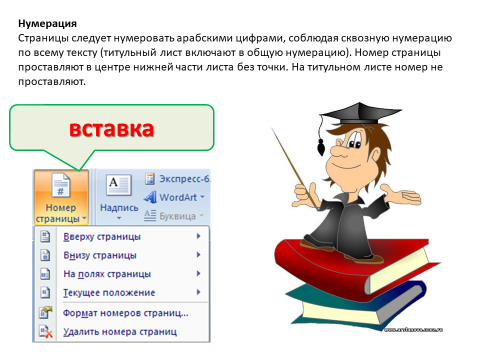 Нумерация
Страницы следует нумеровать арабскими цифрами, соблюдая сквозную нумерацию
по всему тексту (титульный лист включают в общую нумерацию). Номер страницы
проставляют в центре нижней части листа без точки. На титульном листе номер не
проставляют.
вставка
Номер страницы
Надпись
Экспресс-б
WordArt
Буквица
Вверху страницы
Внизу страницы
На полях страницы
Текущее положение
Формат номеров страниц...
Удалить номера страниц